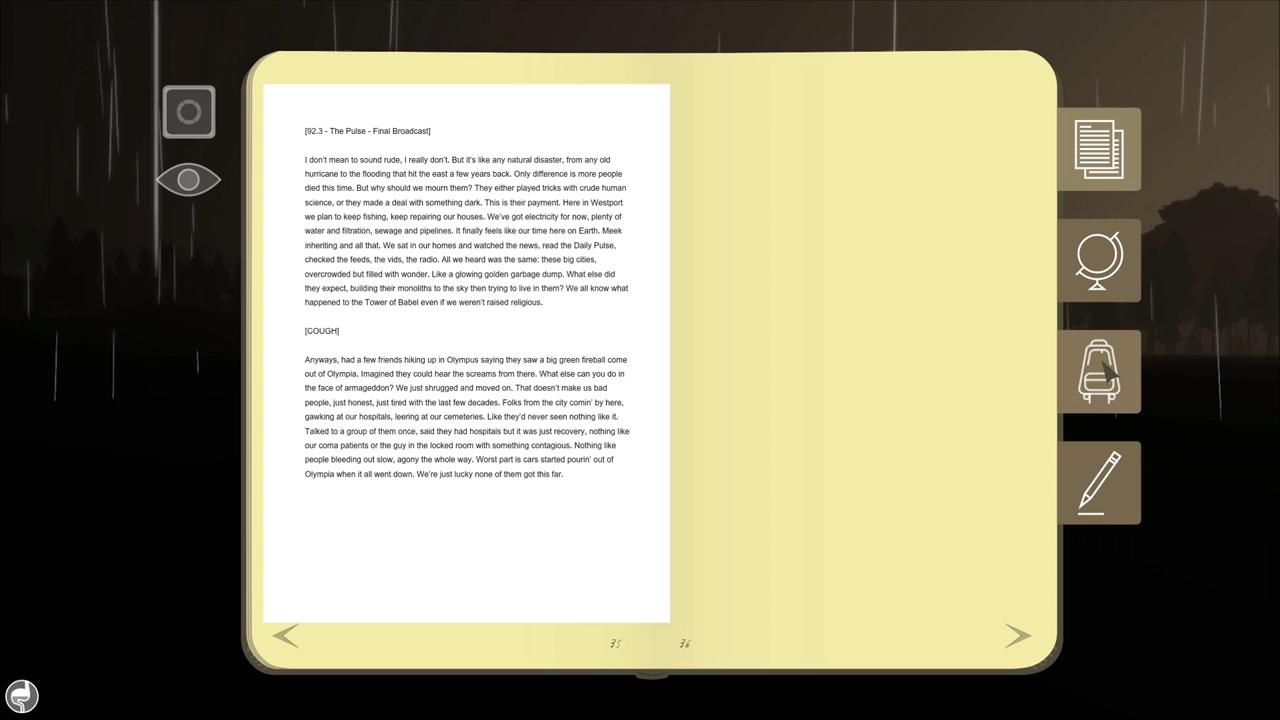 [92.3 - The Pulse - Final Broadcast]
I don't mean to sound rude, I really don't. But it's like any natural disaster, from any old
hurricane to the flooding that hit the east a few years back. Only difference is more people
died this time. But why should we mourn them? They either played tricks with crude human
science, or they made a deal with something dark. This is their payment. Here in Westport
we plan to keep fishing, keep repairing our houses. We've got electricity for now, plenty of
water and filtration, sewage and pipelines. It finally feels like our time here on Earth. Meek
inheriting and all that. We sat in our homes and watched the news, read the Daily Pulse,
checked the feeds, the vids, the radio. All we heard was the same: these big cities,
overcrowded but filled with wonder. Like a glowing golden garbage dump. What else did
they expect, building their monoliths to the sky then trying to live in them? We all know what
happened to the Tower of Babel even if we weren't raised religious.
[COUGH]
Anyways, had a few friends hiking up in Olympus saying they saw a big green fireball come
out of Olympia. Imagined they could hear the screams from there. What else can you do in
the face of armageddon? We just shrugged and moved on. That doesn't make us bad
people, just honest, just tired with the last few decades. Folks from the city comin' by here,
gawking at our hospitals, leering at our cemeteries. Like they'd never seen nothing like it.
Talked to a group of them once, said they had hospitals but it was just recovery, nothing like
our coma patients or the guy in the locked room with something contagious. Nothing like
people bleeding out slow, agony the whole way. Worst part is cars started pourin' out of
Olympia when it all went down. We're just lucky none of them got this far.
35 36